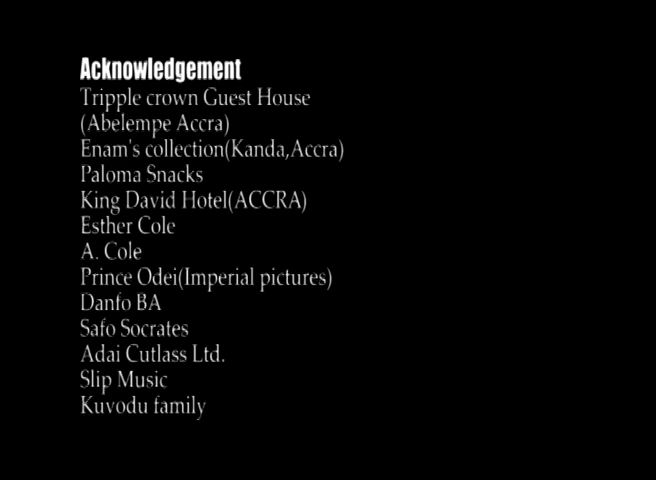 Acknowledgement
Tripple crown Guest House
(Abelempe Accra)
Enam's collection(Kanda,Accra)
Paloma Snacks
King David Hotel(ACCRA)
Esther Cole
A. Cole
Prince Odei(Imperial pictures)
Danfo BA
Safo Socrates
Adai Cutlass Ltd.
Slip Music
Kuvodu family